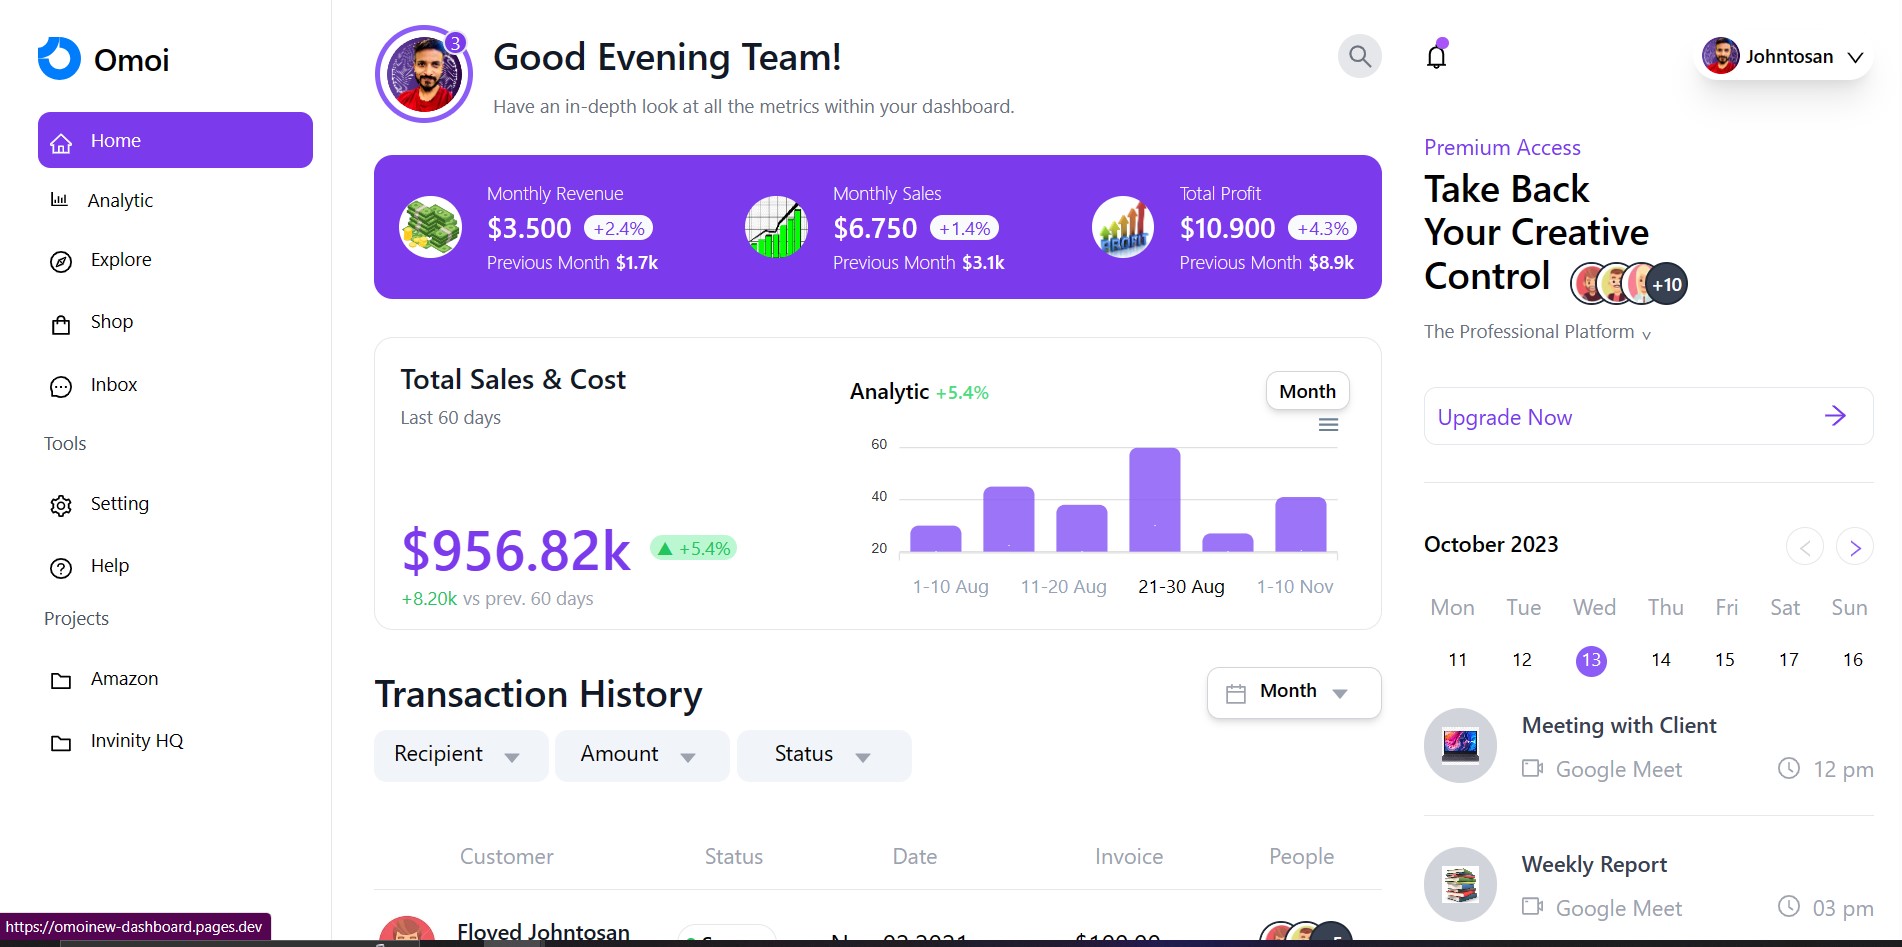 Omoi
Home
Analytic
Explore
Shop
Inbox
Tools
Setting
Help
Projects
Amazon
Invinity HQ
https://omoinew-dashboard.pages.dev
3
Good Evening Team!
Have an in-depth look at all the metrics within your dashboard.
Monthly Revenue
$3.500 +2.4%
Previous Month $1.7k
Monthly Sales
$6.750 +1.4%
Previous Month $3.1k
PROFIT
Total Profit
$10.900 +4.3%
Previous Month $8.9k
Total Sales & Cost
Last 60 days
$956.82k ▲ +5.4%
+8.20k vs prev. 60 days
Analytic +5.4%
Month
60
40
20
1-10 Aug 11-20 Aug 21-30 Aug 1-10 Nov
Transaction History
Month
Recipient Amount Status
Customer Status Date Invoice People
Floyed Johntosan
Johntosan
Premium Access
Take Back
Your Creative
Control +10
The Professional Platform v
Upgrade Now
October 2023 < >
Mon Tue Wed Thu Fri Sat Sun
11 12 13 14 15 17 16
Meeting with Client
Google Meet 12 pm
Weekly Report
Google Meet 03 pm